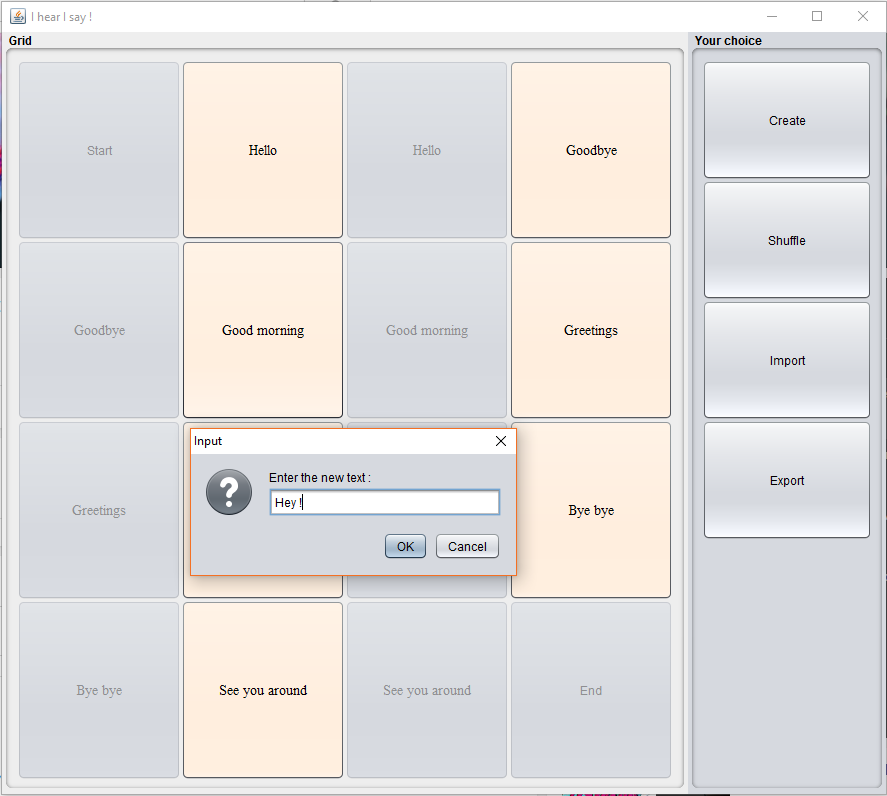 I hear I say !
Grid
Your choice
Start
Hello
Hello
Goodbye
Create
Shuffle
Goodbye
Good morning
Good morning
Greetings
Import
Input
Enter the new text :
Hey !
OK
Cancel
Greetings
Bye bye
Export
Bye bye
See you around
See you around
End